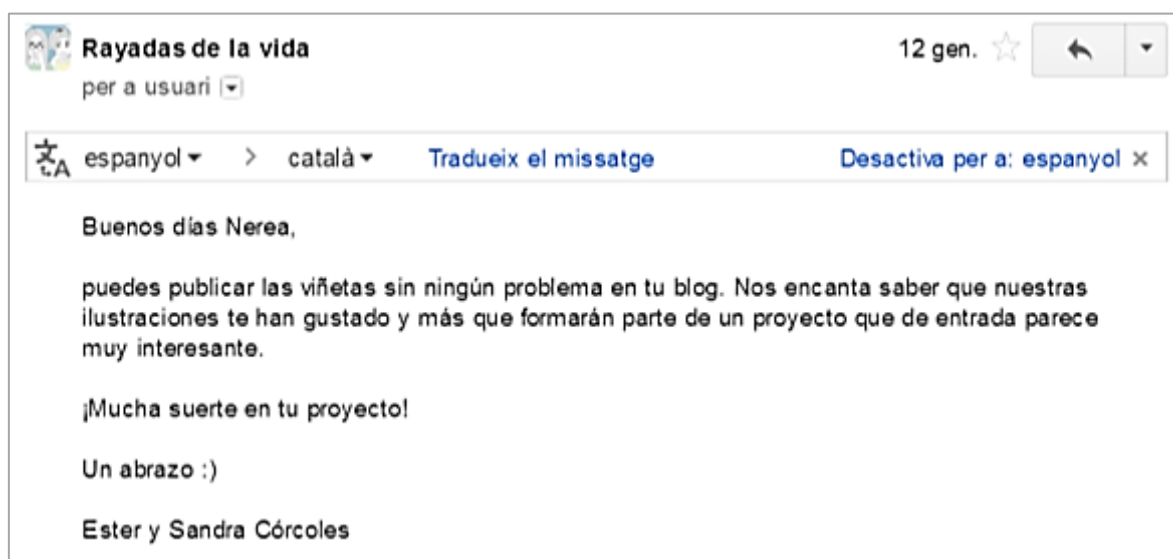 Rayadas de la vida
12 gen.
per a usuari
espanyol > català Tradueix el missatge Desactiva per a: espanyol ×
Buenos días Nerea,
puedes publicar las viñetas sin ningún problema en tu blog. Nos encanta saber que nuestras
ilustraciones te han gustado y más que formarán parte de un proyecto que de entrada parece
muy interesante.
¡Mucha suerte en tu proyecto!
Un abrazo :)
Ester y Sandra Córcoles